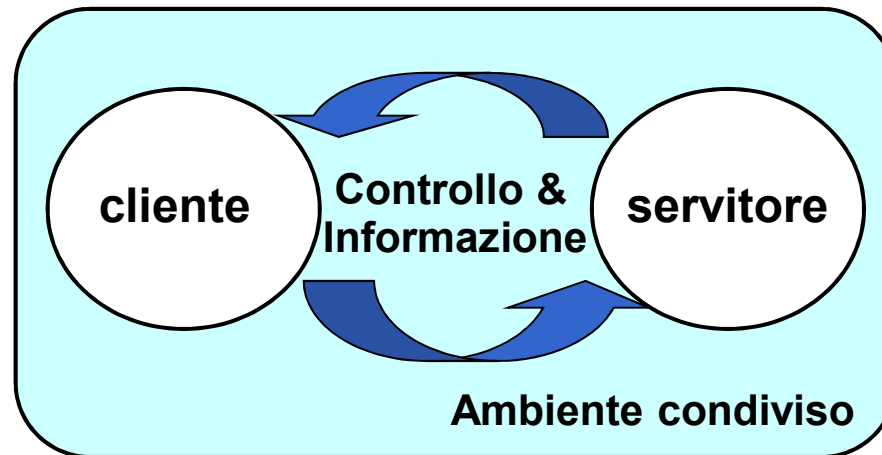 cliente
Controllo &
Informazione
servitore
Ambiente condiviso